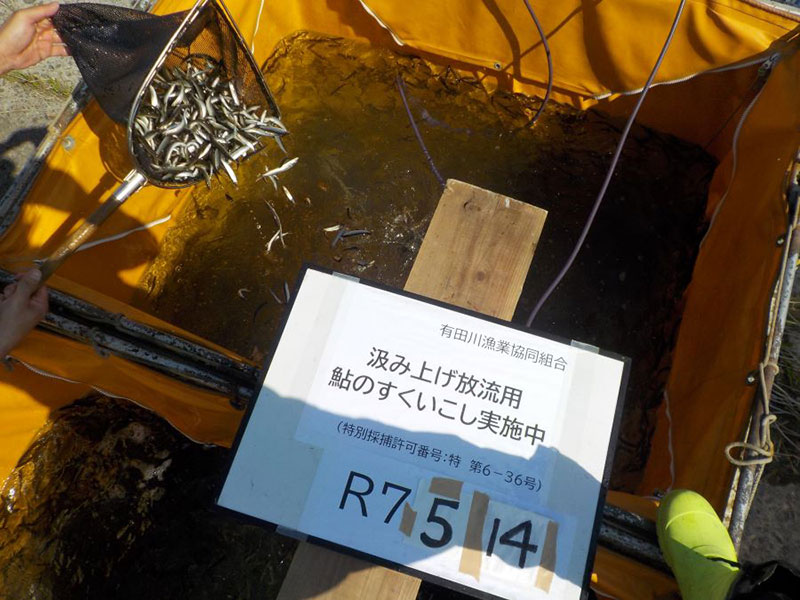 有田川漁業協同組合
汲み上げ放流用
鮎のすくいこし実施中
(特別採捕許可番号:特 第6-36号)
R7 5 14